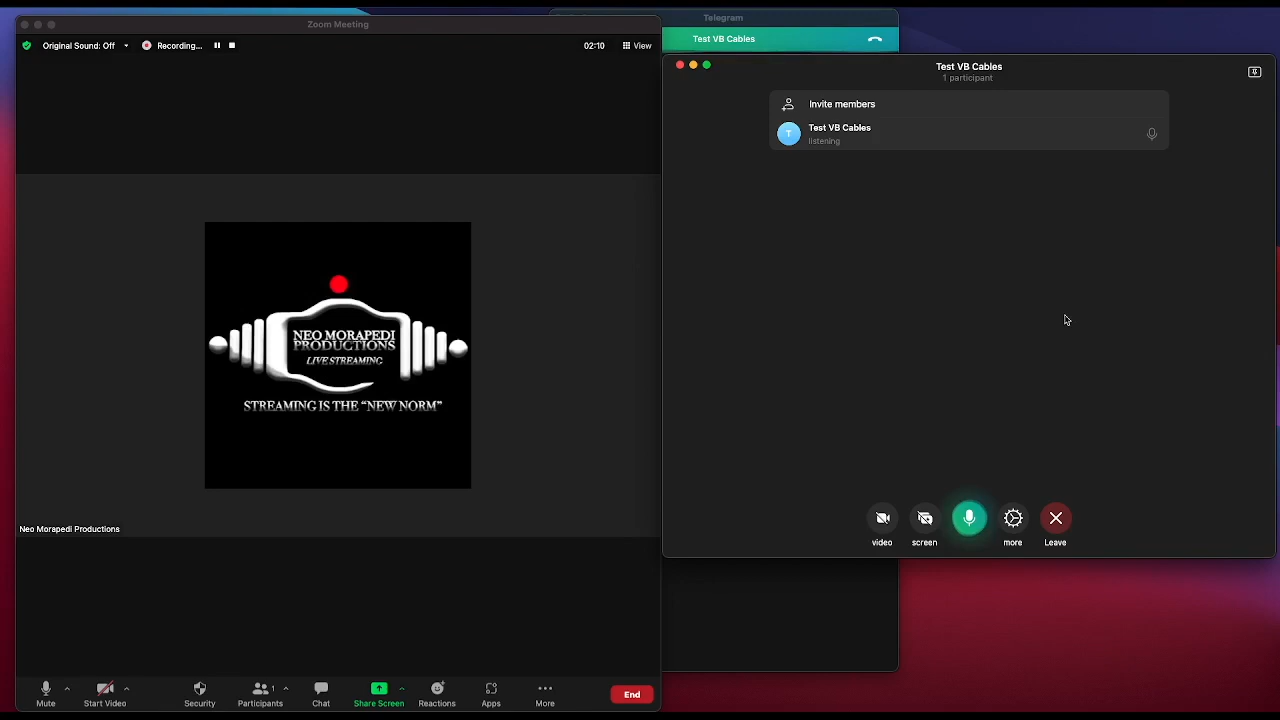 Zoom Meeting
Original Sound: Off
Recording...
02:10
View
NEO MORAPEDI
PRODUCTIONS
LIVE STREAMING
STREAMING IS THE “NEW NORM”
Neo Morapedi Productions
Mute
Start Video
Security
1
Participants
Chat
Share Screen
Reactions
Apps
More
End
Telegram
Test VB Cables
Test VB Cables
1 participant
Invite members
T
Test VB Cables
listening
video
screen
more
Leave